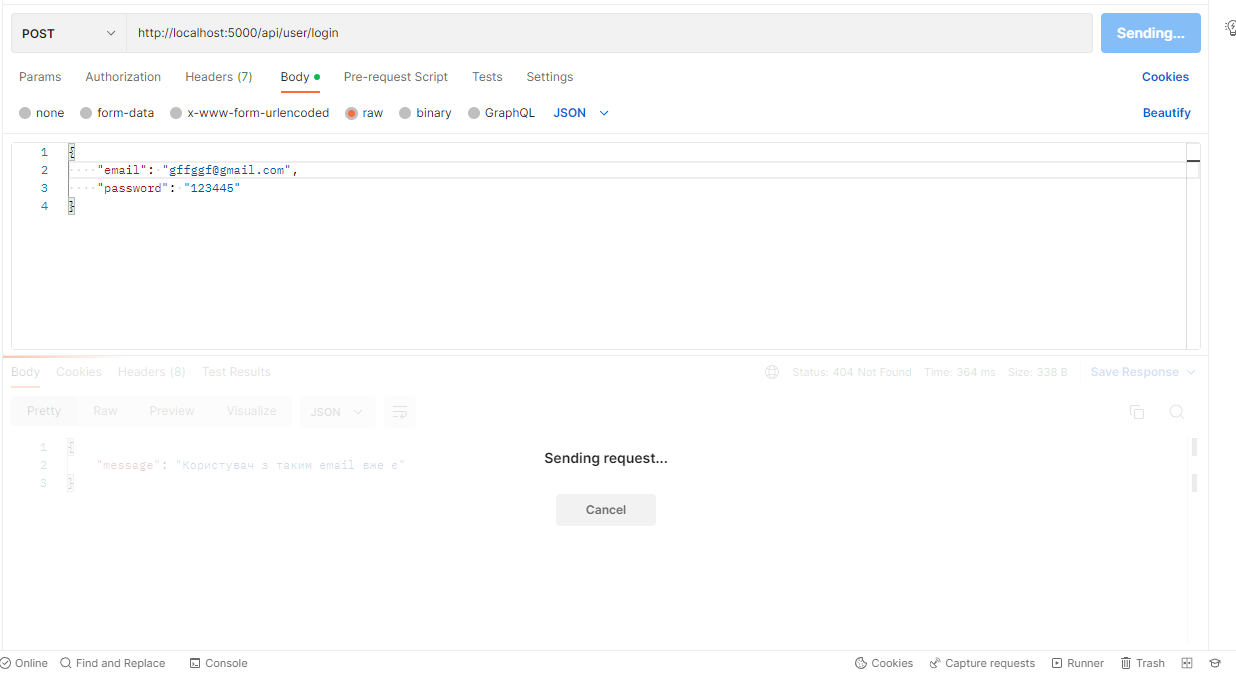 POST http://localhost:5000/api/user/login Sending...
Params Authorization Headers (7) Body Pre-request Script Tests Settings Cookies
none form-data x-www-form-urlencoded raw binary GraphQL JSON Beautify
1 {
2 "email": "gffggf@gmail.com",
3 "password": "123445"
4 }
Body Cookies Headers (8) Test Results Status: 404 Not Found Time: 364 ms Size: 338 B Save Response
Pretty Raw Preview Visualize JSON
1 {
2 "message": "Користувач з таким email вже є"
3 }
Sending request...
Cancel
Online Find and Replace Console Cookies Capture requests Runner Trash